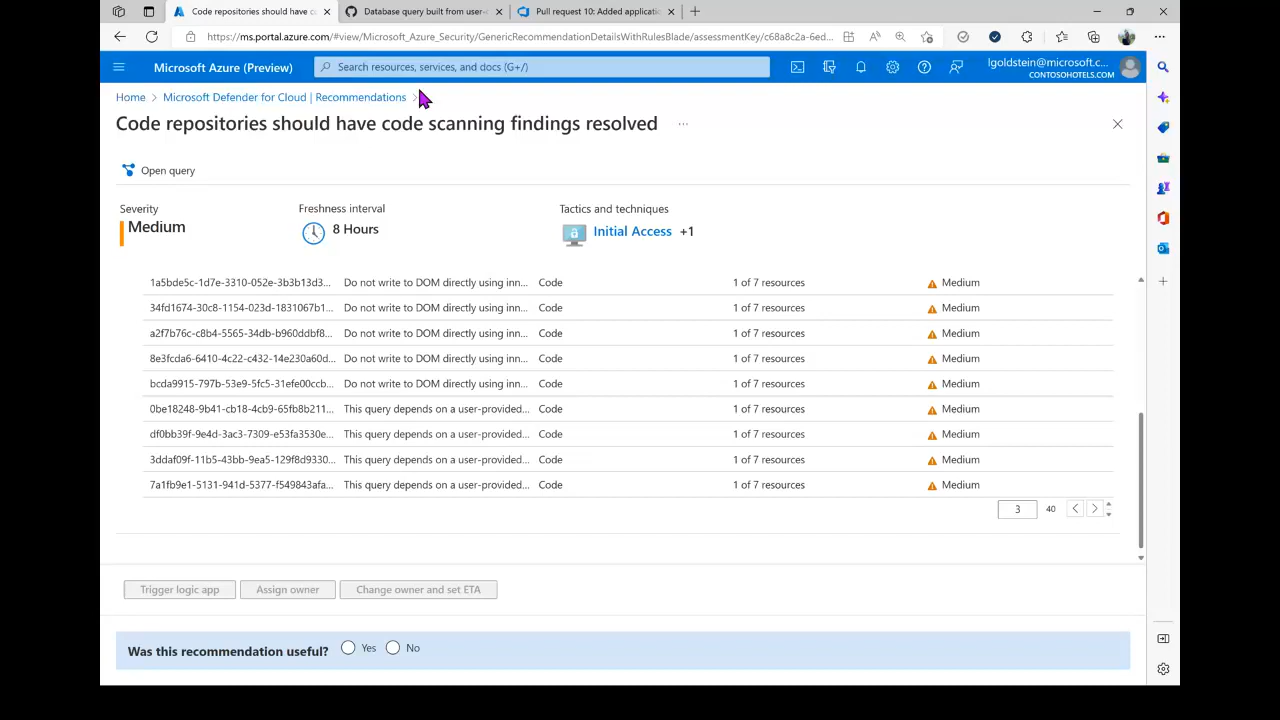 Code repositories should have co
Database query built from user-
Pull request 10: Added applicatio
https://ms.portal.azure.com/#view/Microsoft_Azure_Security/GenericRecommendationDetailsWithRulesBlade/assessmentKey/c68a8c2a-6ed...
Microsoft Azure (Preview)
Search resources, services, and docs (G+/)
lgoldstein@microsoft.c...
CONTOSOHOTELS.COM
Home > Microsoft Defender for Cloud | Recommendations >
Code repositories should have code scanning findings resolved ...
Open query
Severity
Medium
Freshness interval
8 Hours
Tactics and techniques
Initial Access +1
1a5bde5c-1d7e-3310-052e-3b3b13d3... Do not write to DOM directly using inn... Code 1 of 7 resources Medium
34fd1674-30c8-1154-023d-1831067b1... Do not write to DOM directly using inn... Code 1 of 7 resources Medium
a2f7b76c-c8b4-5565-34db-b960ddbf8... Do not write to DOM directly using inn... Code 1 of 7 resources Medium
8e3fcda6-6410-4c22-c432-14e230a60d... Do not write to DOM directly using inn... Code 1 of 7 resources Medium
bcda9915-797b-53e9-5fc5-31efe00ccb... Do not write to DOM directly using inn... Code 1 of 7 resources Medium
0be18248-9b41-cb18-4cb9-65fb8b211... This query depends on a user-provided... Code 1 of 7 resources Medium
df0bb39f-9e4d-3ac3-7309-e53fa3530e... This query depends on a user-provided... Code 1 of 7 resources Medium
3ddaf09f-11b5-43bb-9ea5-129f8d9330... This query depends on a user-provided... Code 1 of 7 resources Medium
7a1fb9e1-5131-941d-5377-f549843afa... This query depends on a user-provided... Code 1 of 7 resources Medium
3 40
Trigger logic app
Assign owner
Change owner and set ETA
Was this recommendation useful? Yes No